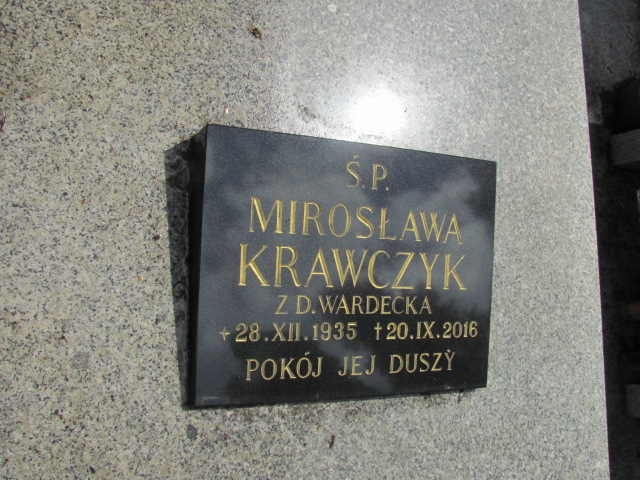 Ś.P.
MIROSŁAWA
KRAWCZYK
Z D. WARDECKA
+28.XII.1935 †20.IX.2016
POKÓJ JEJ DUSZY